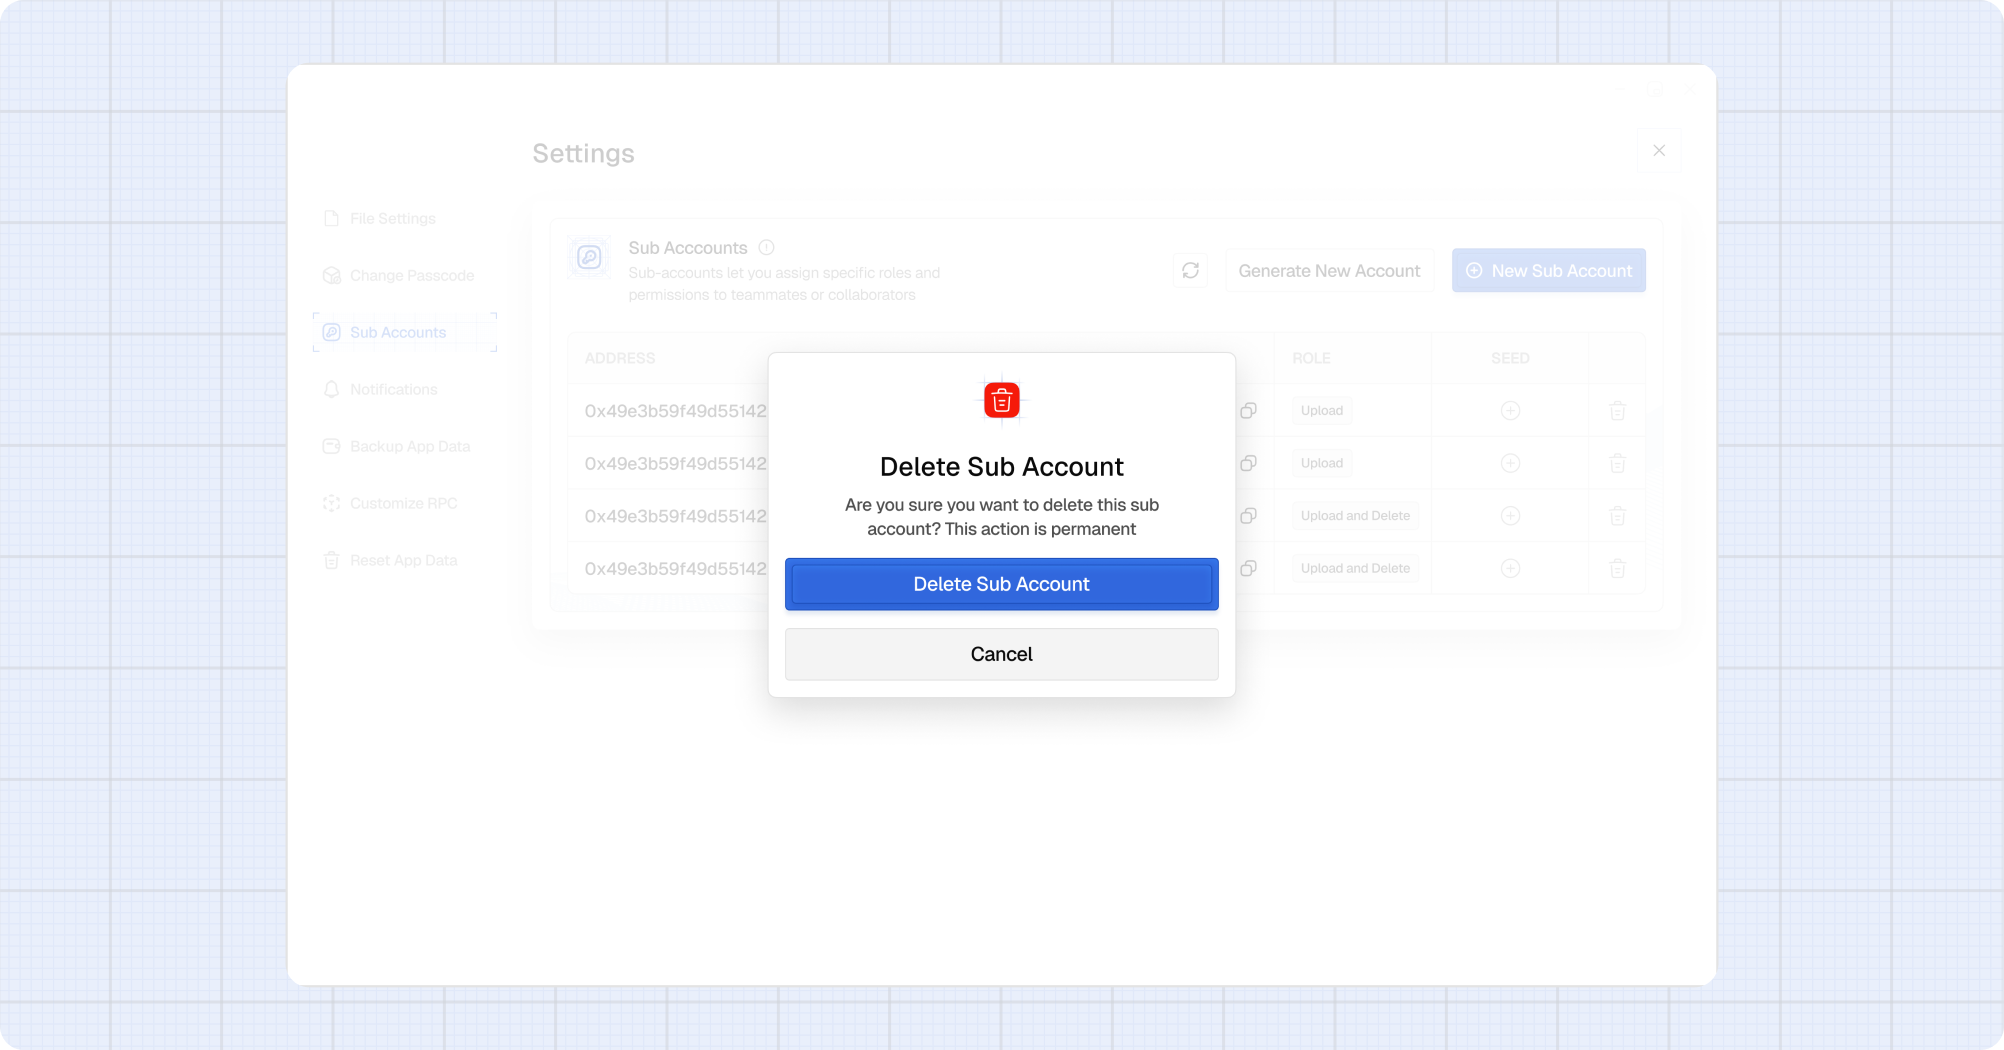 Settings
File Settings
Change Passcode
Sub Accounts
Notifications
Backup App Data
Customize RPC
Reset App Data
Sub Acccounts
Sub-accounts let you assign specific roles and
permissions to teammates or collaborators
Generate New Account
New Sub Account
ADDRESS ROLE SEED
0x49e3b59f49d55142 Upload
0x49e3b59f49d55142 Upload
0x49e3b59f49d55142 Upload and Delete
0x49e3b59f49d55142 Upload and Delete
Delete Sub Account
Are you sure you want to delete this sub
account? This action is permanent
Delete Sub Account
Cancel